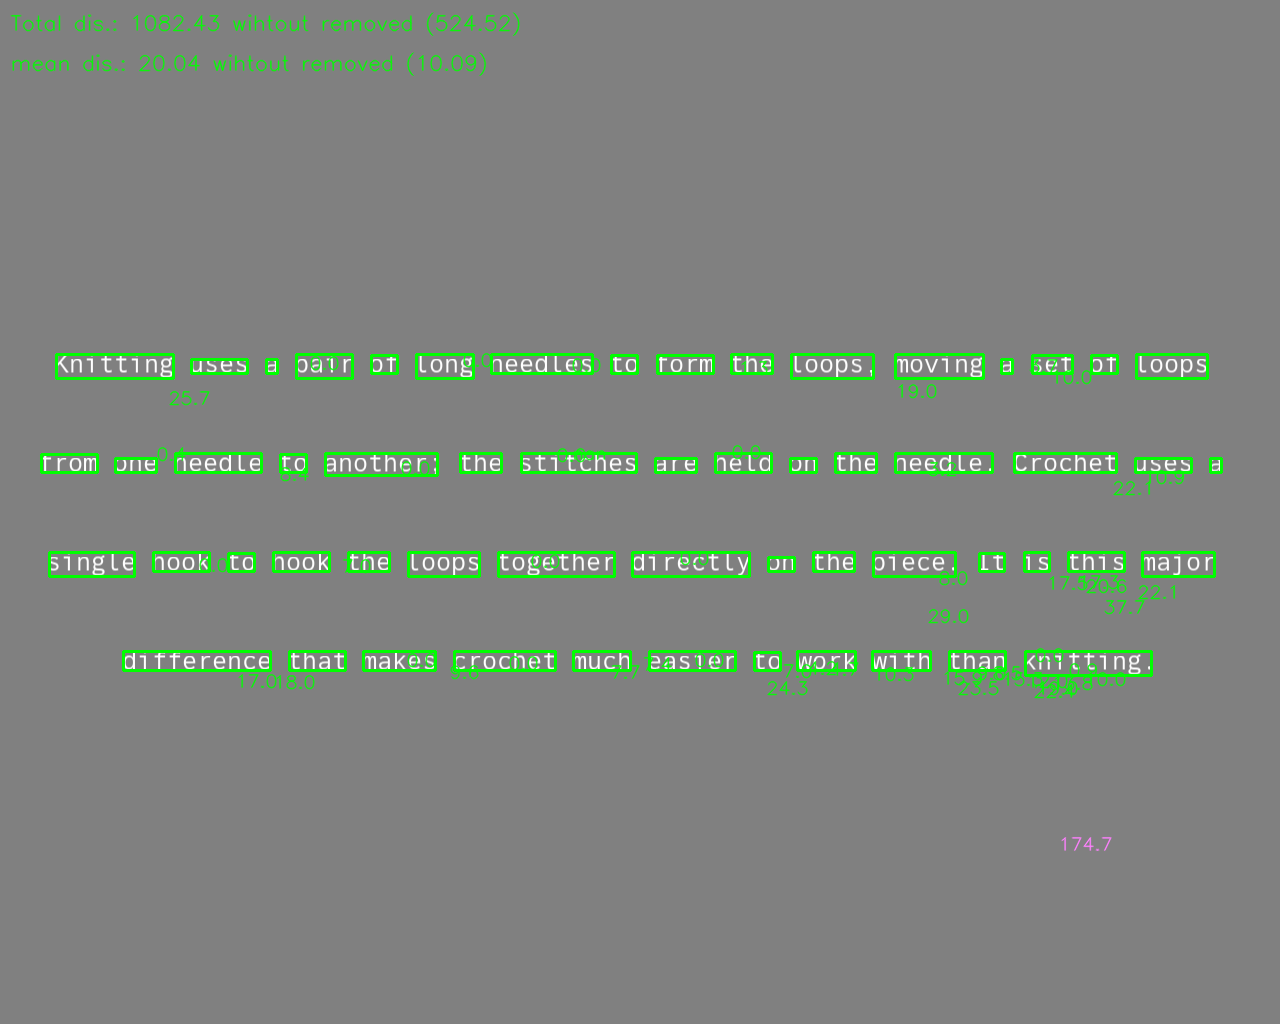 Total dis.: 1082.43 wihtout removed (524.52)
mean dis.: 20.04 wihtout removed (10.09)
Knitting uses a pair of long needles to form the loops, moving a set of loops
25.7 19.0 10.0
from one needle to another; the stitches are held on the needle. Crochet uses a
22.1 10.9
single hook to hook the loops together directly on the piece. It is this major
8.0 17.5 20.6 22.1
29.0 37.7
difference that makes crochet much easier to work with than knitting.
17.0 18.0 9.6 7.7 24.3 10.3 15.9 23.5
174.7